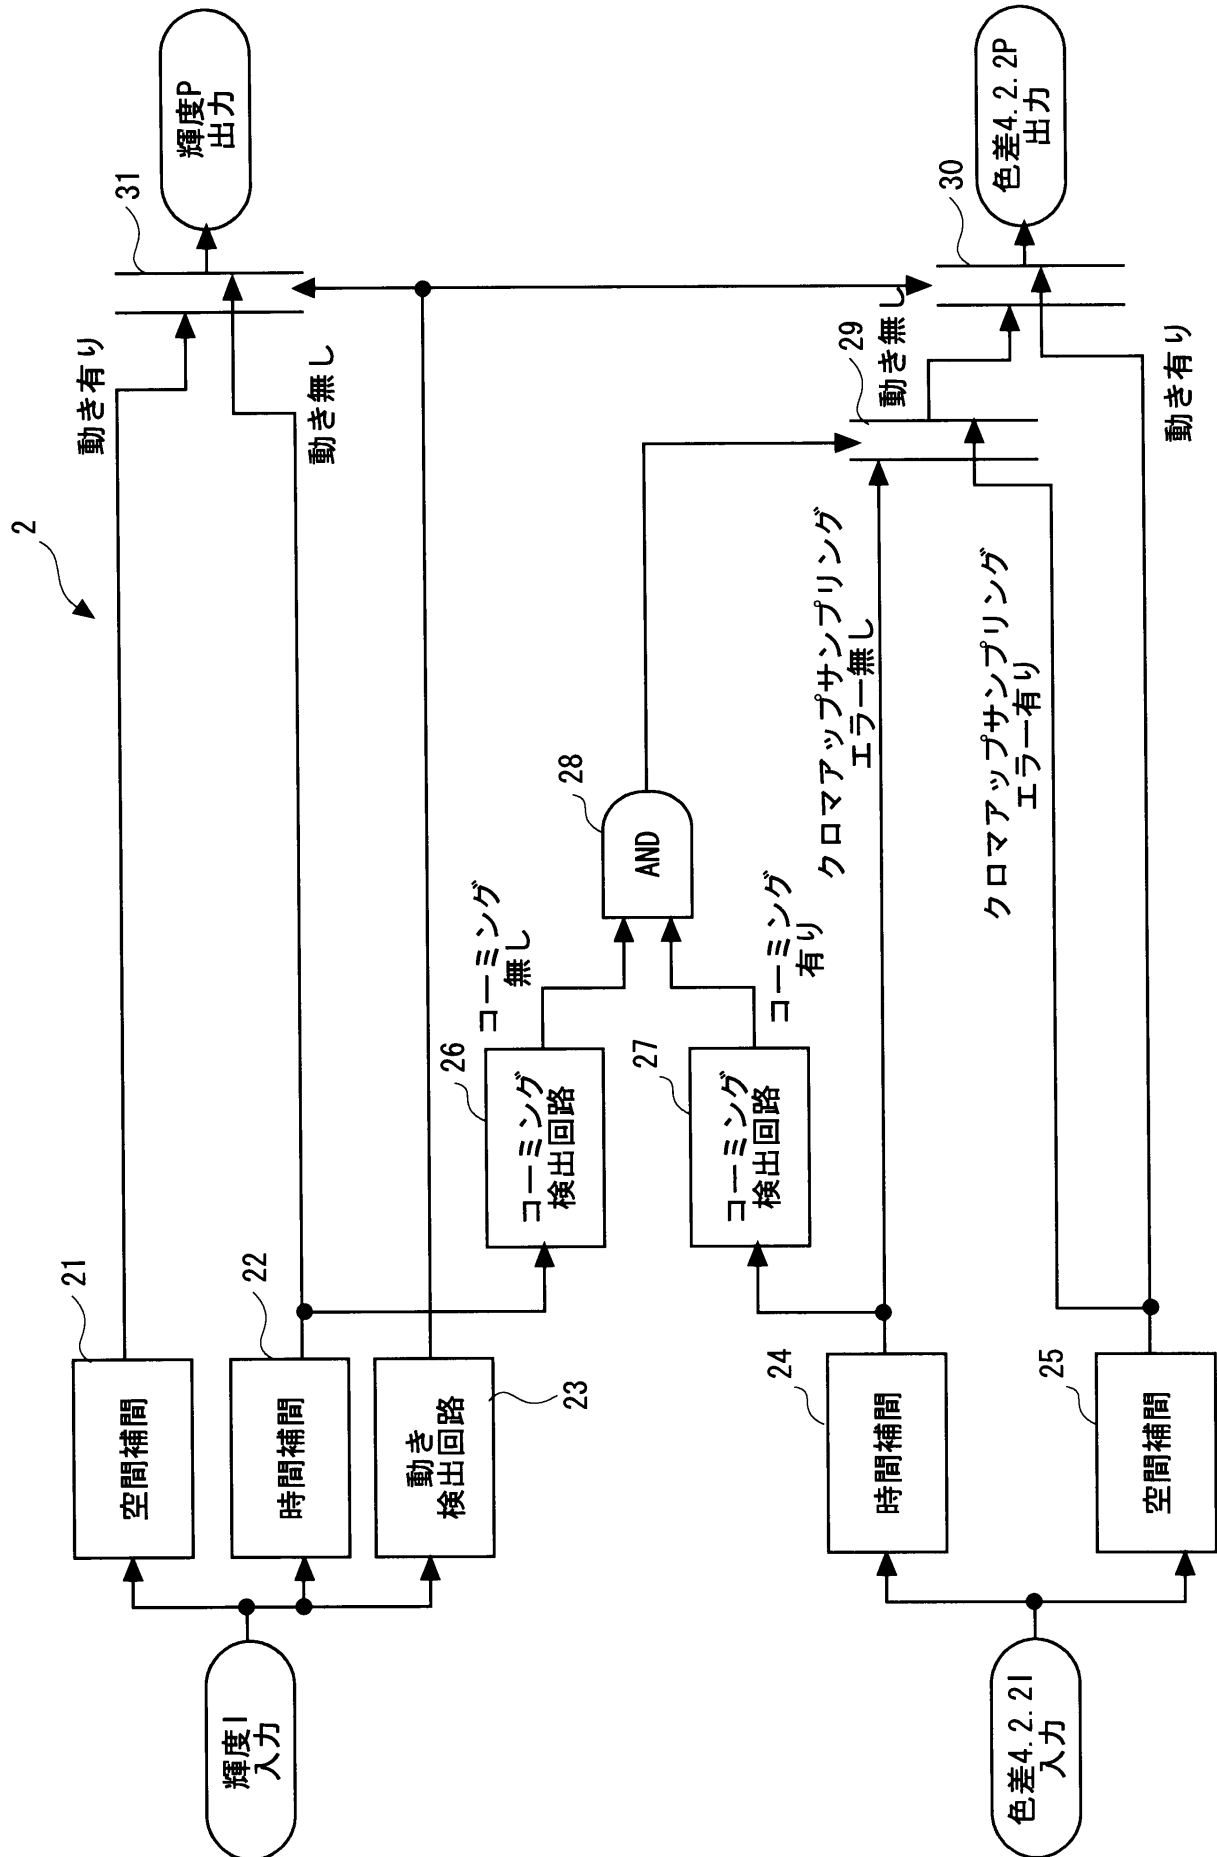 2
輝度I
入力
21
空間補間
22
時間補間
動き
検出回路
23
動き有り
動き無し
31
輝度P
出力
26
コーミング
検出回路
コーミング
無し
27
コーミング
検出回路
コーミング
有り
28
AND
色差4.2.2I
入力
24
時間補間
25
空間補間
クロマアップサンプリング
エラー無し
クロマアップサンプリング
エラー有り
29
動き無し
動き有り
30
色差4.2.2P
出力